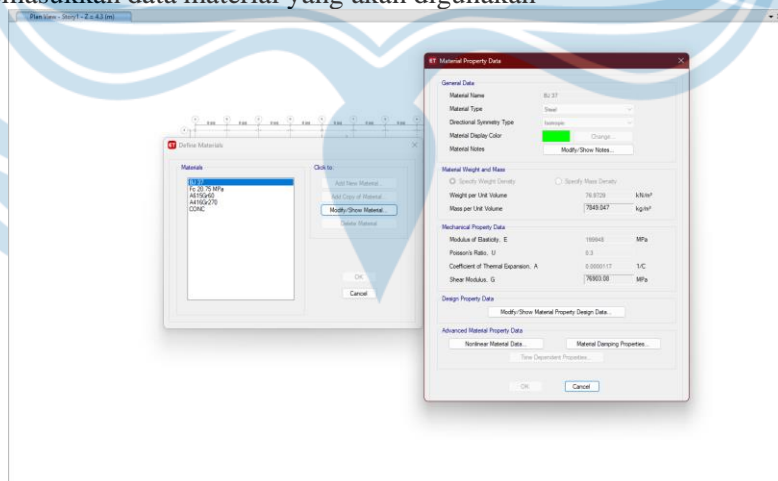 masukkan data material yang akan digunakan
Plan View - Story1 - Z = 4.3 (m)
Define Materials
Materials
BJ 37
Fc 20.75 MPa
A615Gr60
A416Gr270
CONC
Click to:
Add New Material...
Add Copy of Material...
Modify/Show Material...
Delete Material
OK
Cancel
Material Property Data
General Data
Material Name BJ 37
Material Type Steel
Directional Symmetry Type Isotropic
Material Display Color Change...
Material Notes Modify/Show Notes...
Material Weight and Mass
Specify Weight Density Specify Mass Density
Weight per Unit Volume 76.9729 kN/m³
Mass per Unit Volume 7849.047 kg/m³
Mechanical Property Data
Modulus of Elasticity, E 199948 MPa
Poisson's Ratio, U 0.3
Coefficient of Thermal Expansion, A 0.0000117 1/C
Shear Modulus, G 76903.08 MPa
Design Property Data
Modify/Show Material Property Design Data...
Advanced Material Property Data
Nonlinear Material Data... Material Damping Properties...
Time Dependent Properties...
OK Cancel